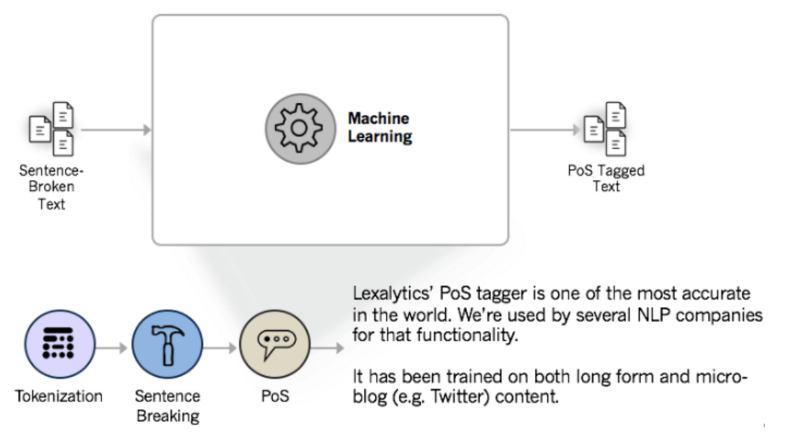 Machine
Learning
Sentence-
Broken
Text
PoS Tagged
Text
Tokenization
Sentence
Breaking
PoS
Lexalytics’ PoS tagger is one of the most accurate
in the world. We’re used by several NLP companies
for that functionality.
It has been trained on both long form and micro-
blog (e.g. Twitter) content.